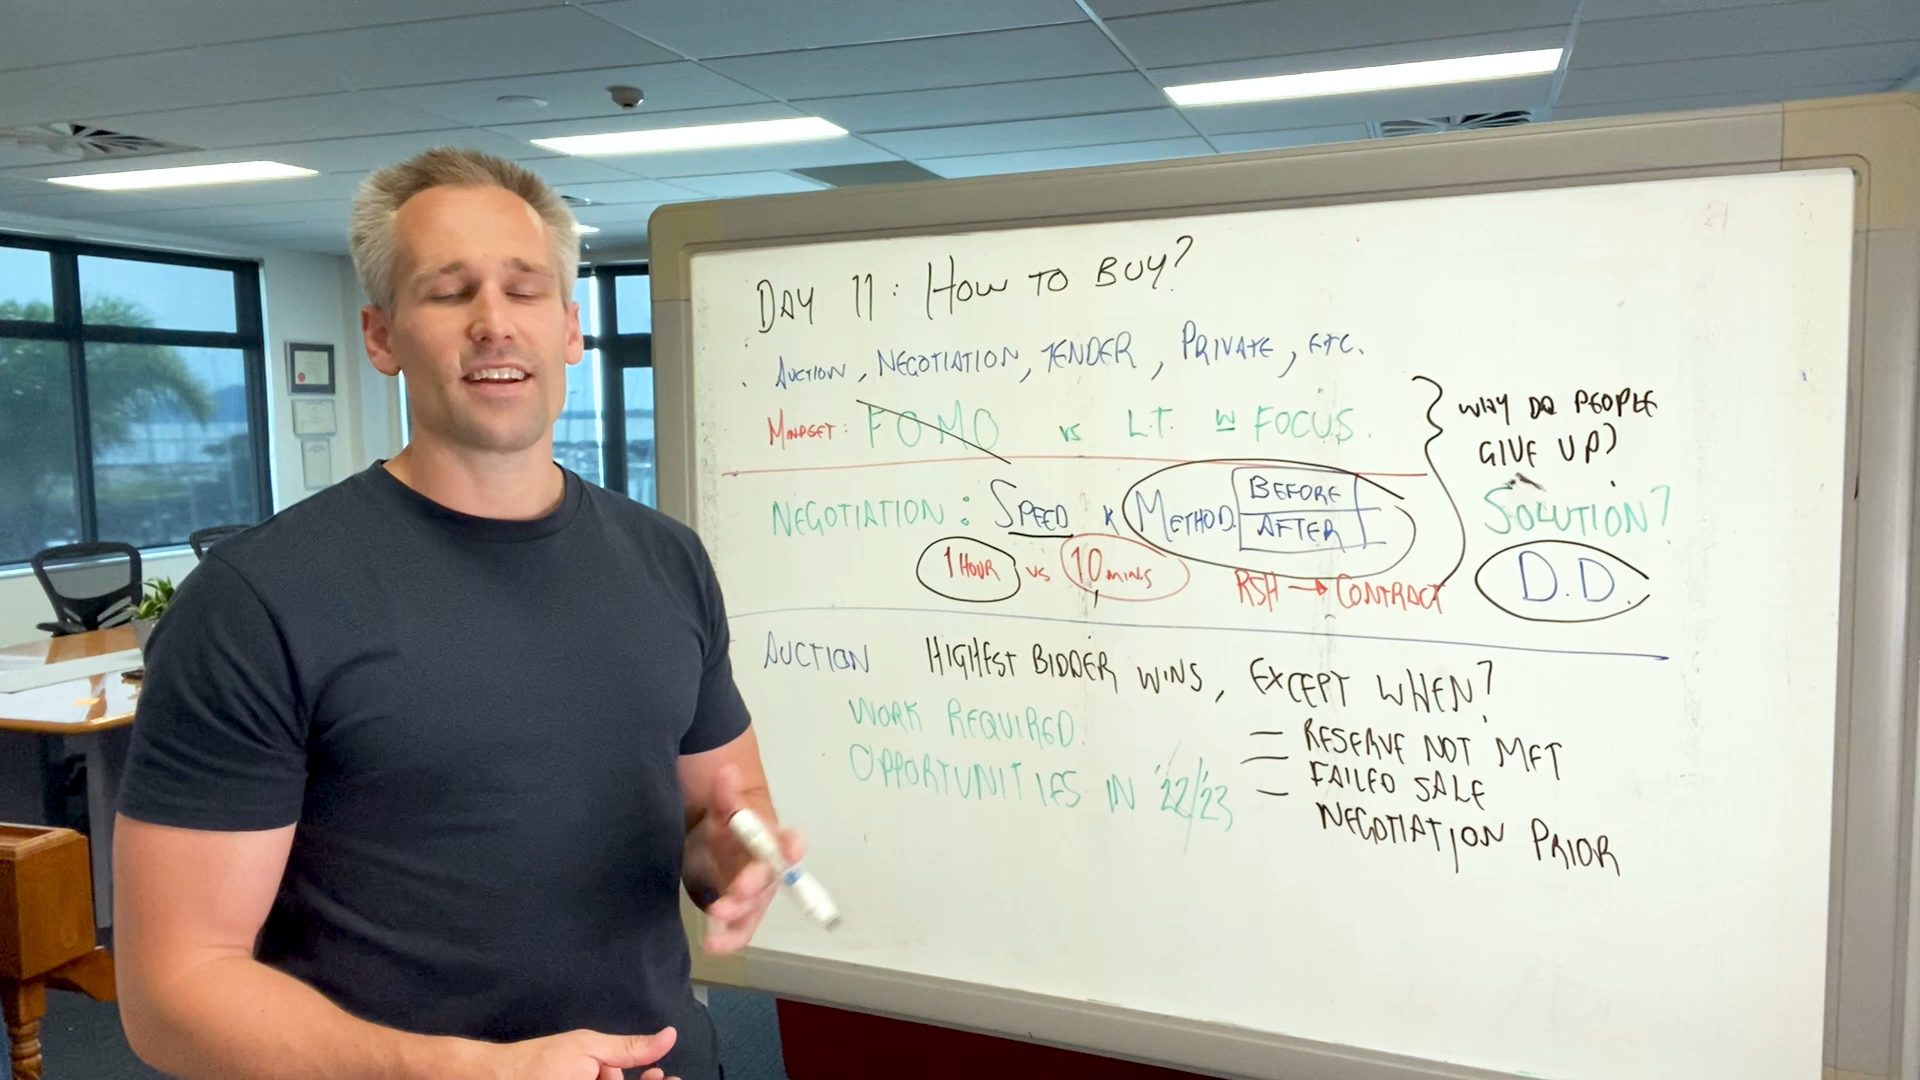 DAY 11: HOW TO BUY?
AUCTION, NEGOTIATION, TENDER, PRIVATE, ETC.
MINDSET: FOMO vs L.T. W FOCUS.
NEGOTIATION: SPEED x METHOD BEFORE
AFTER
1 HOUR vs 10 MINS
RSH → CONTRACT
WHY DO PEOPLE
GIVE UP?
SOLUTION?
D.D.
AUCTION HIGHEST BIDDER WINS, EXCEPT WHEN?
WORK REQUIRED.
OPPORTUNITIES IN '22/'23
– RESERVE NOT MET
– FAILED SALE
– NEGOTIATION PRIOR